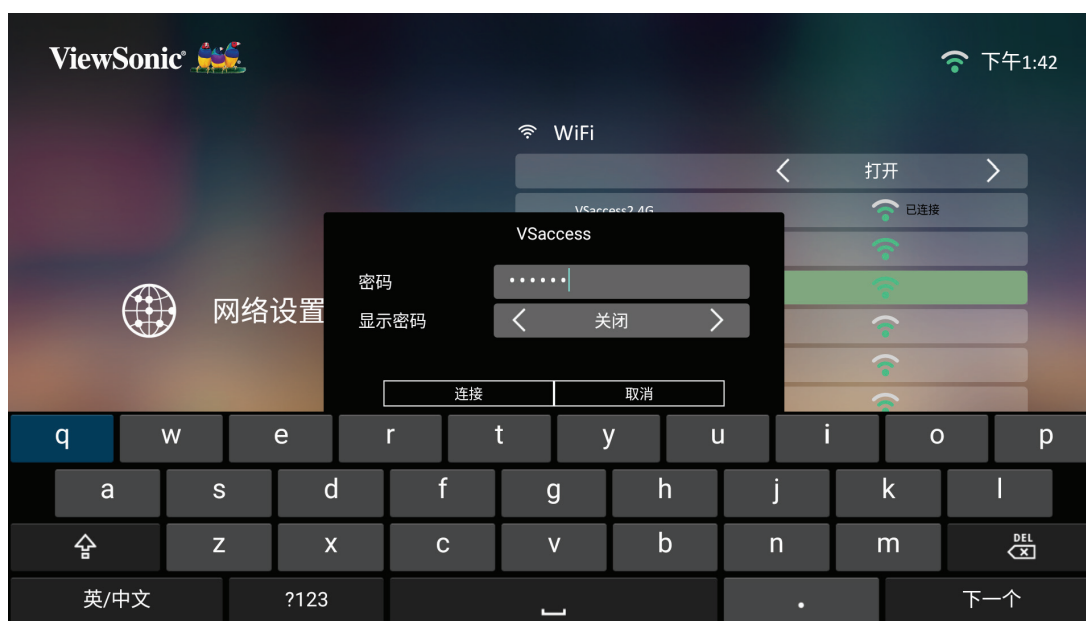 ViewSonic®
下午1:42
WiFi
打开
VSaccess2.4G
已连接
网络设置
VSaccess
密码 ••••••
显示密码 关闭
连接 取消
q w e r t y u i o p
a s d f g h j k l
z x c v b n m DEL
英/中文 ?123 . 下一个